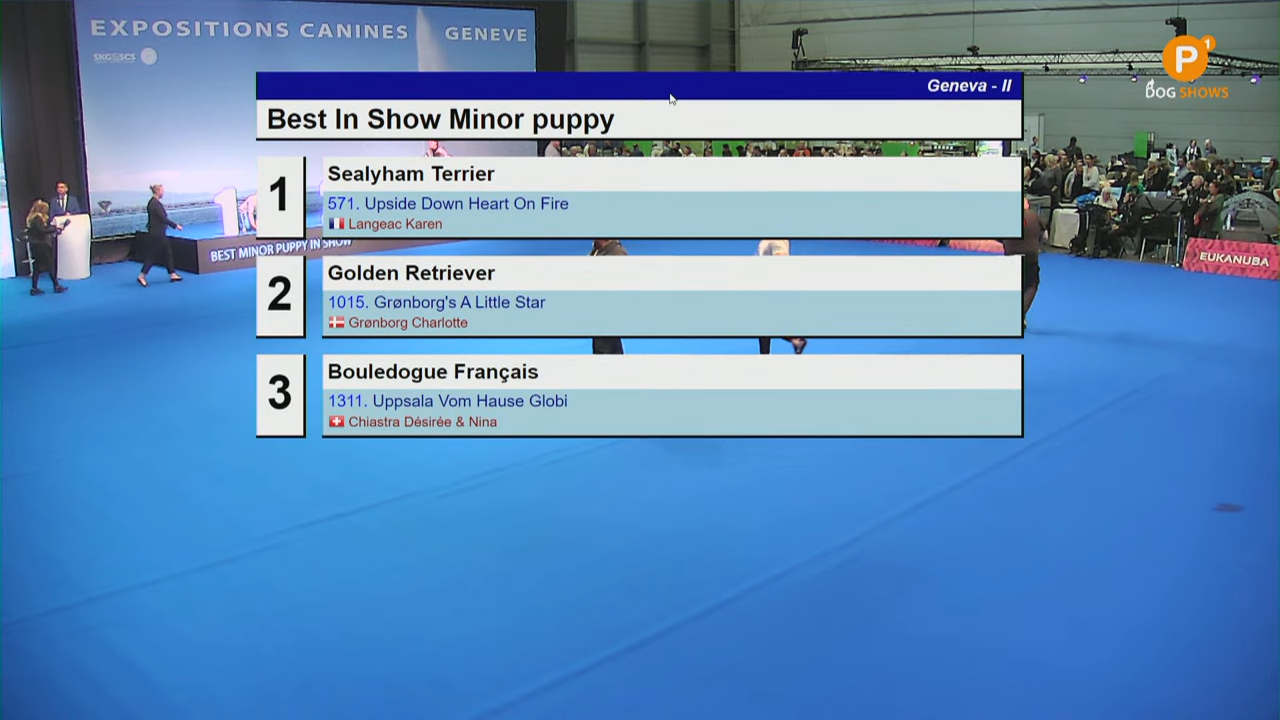 EXPOSITIONS CANINES GENEVE
SKG SCS
P1
DOG SHOWS
Geneva - II
Best In Show Minor puppy
1
Sealyham Terrier
571. Upside Down Heart On Fire
Langeac Karen
1
BEST MINOR PUPPY IN SHOW
EUKANUBA
2
Golden Retriever
1015. Grønborg's A Little Star
Grønborg Charlotte
3
Bouledogue Français
1311. Uppsala Vom Hause Globi
Chiastra Désirée & Nina